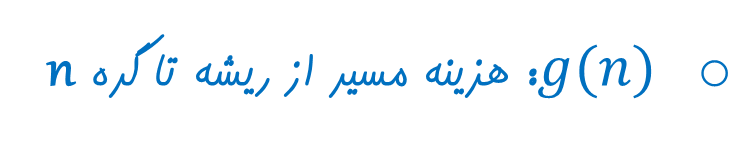 ○ g(n): هزینه مسیر از ریشه تا گره n